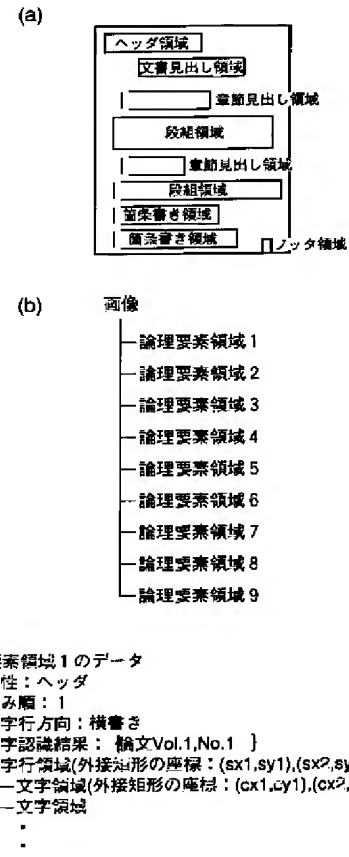 (a)
ヘッダ領域
文書見出し領域
章節見出し領域
段組領域
章節見出し領域
段組領域
箇条書き領域
箇条書き領域
フッタ領域
(b)
画像
論理要素領域1
論理要素領域2
論理要素領域3
論理要素領域4
論理要素領域5
論理要素領域6
論理要素領域7
論理要素領域8
論理要素領域9
素領域1のデータ
性:ヘッダ
み順:1
字行方向:横書き
字認識結果: 論文Vol.1,No.1 }
字行領域(外接矩形の座標:(sx1,sy1),(sx2,sy
文字領域(外接矩形の座標:(cx1,cy1),(cx2,
文字領域